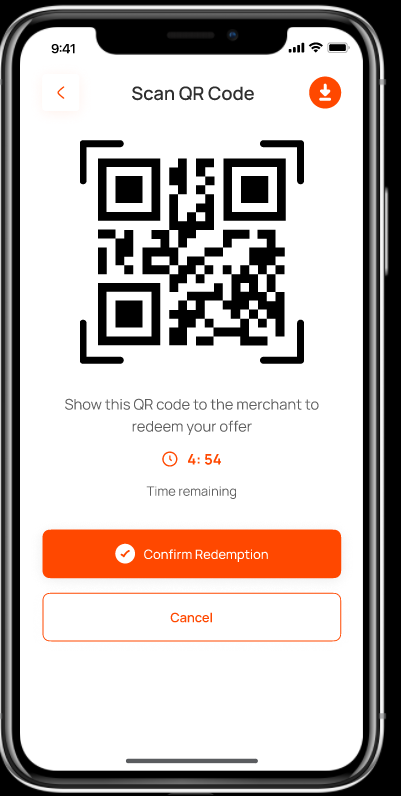 9:41
Scan QR Code
Show this QR code to the merchant to
redeem your offer
4: 54
Time remaining
Confirm Redemption
Cancel